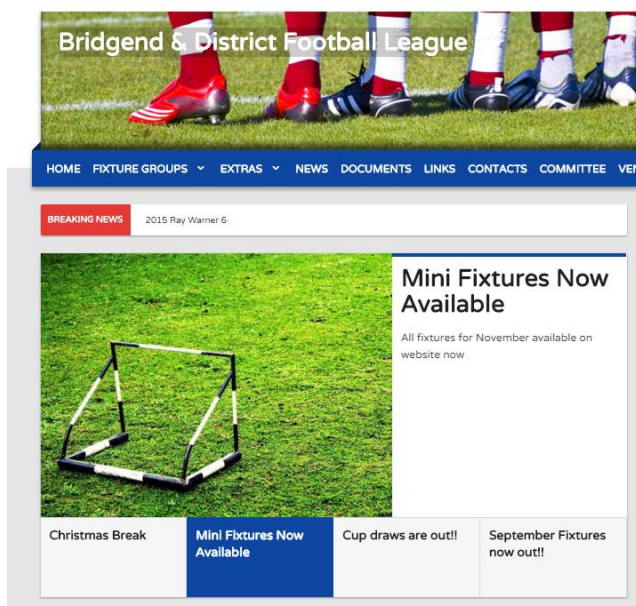 Bridgend & District Football League
HOME FIXTURE GROUPS EXTRAS NEWS DOCUMENTS LINKS CONTACTS COMMITTEE
BREAKING NEWS 2015 Ray Warner 6-
Mini Fixtures Now
Available
All fixtures for November available on
website now
Christmas Break
Mini Fixtures Now
Available
Cup draws are out!!
September Fixtures
now out!!